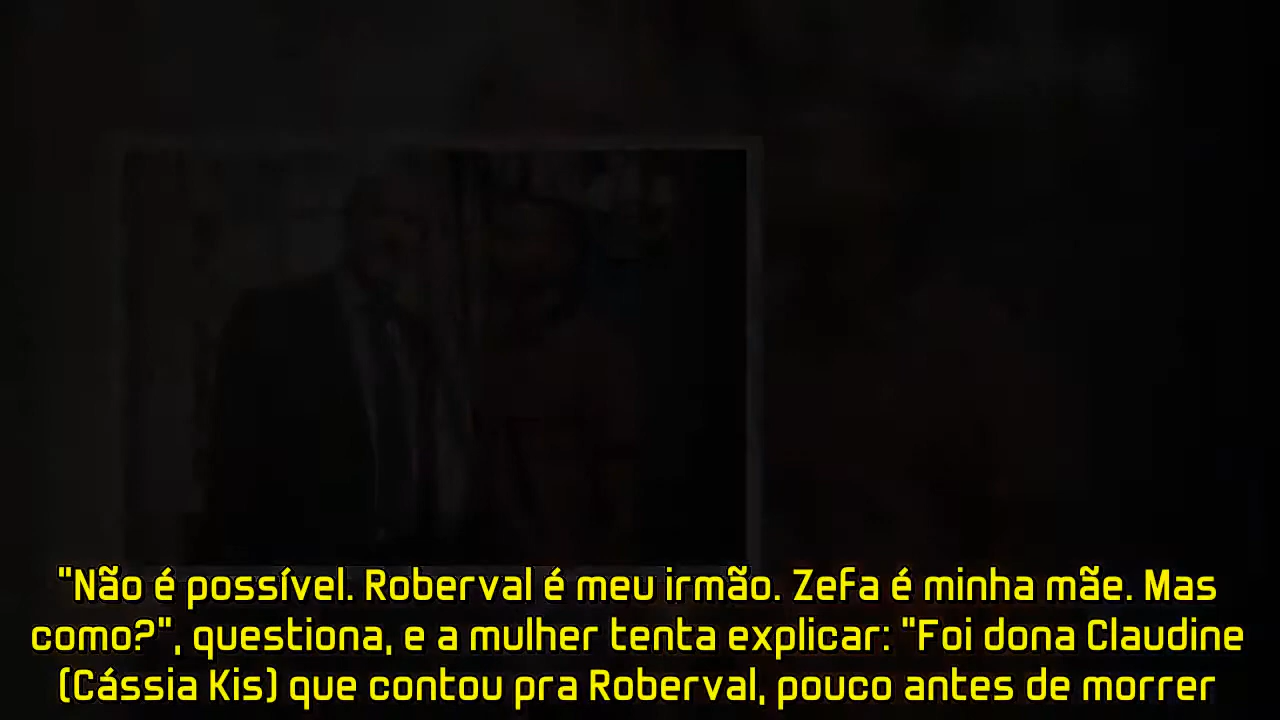 "Não é possível. Roberval é meu irmão. Zefa é minha mãe. Mas
como?", questiona, e a mulher tenta explicar: "Foi dona Claudine
(Cássia Kis) que contou pra Roberval, pouco antes de morrer